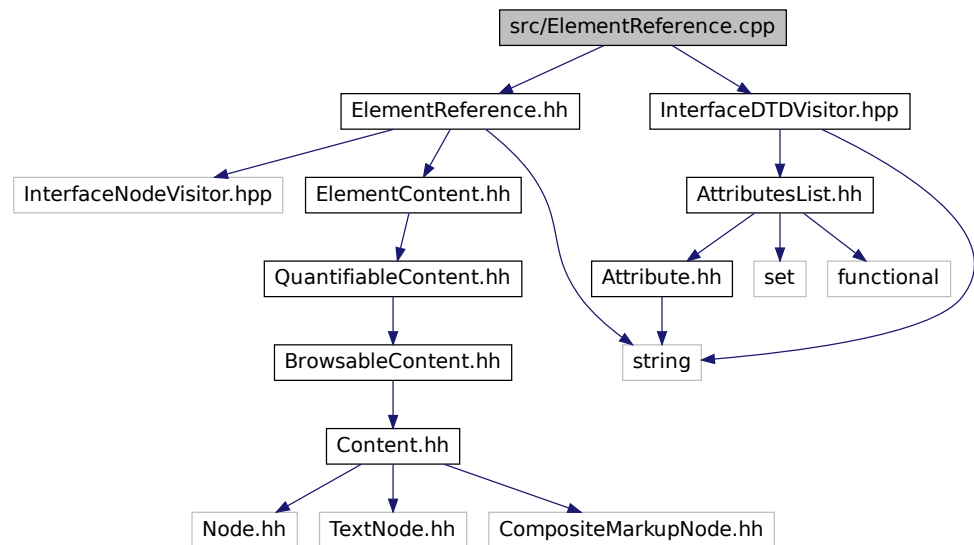 src/ElementReference.cpp
ElementReference.hh
InterfaceDTDVisitor.hpp
InterfaceNodeVisitor.hpp
ElementContent.hh
AttributesList.hh
QuantifiableContent.hh
Attribute.hh
set
functional
BrowsableContent.hh
string
Content.hh
Node.hh
TextNode.hh
CompositeMarkupNode.hh